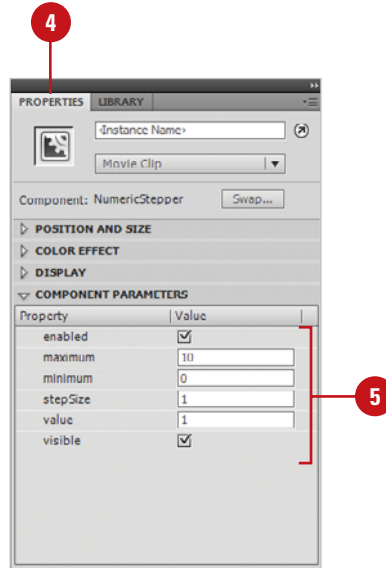 4
PROPERTIES LIBRARY
<Instance Name>
Movie Clip
Component: NumericStepper Swap...
POSITION AND SIZE
COLOR EFFECT
DISPLAY
COMPONENT PARAMETERS
Property Value
enabled
maximum 10
minimum 0
stepSize 1
value 1
visible
5